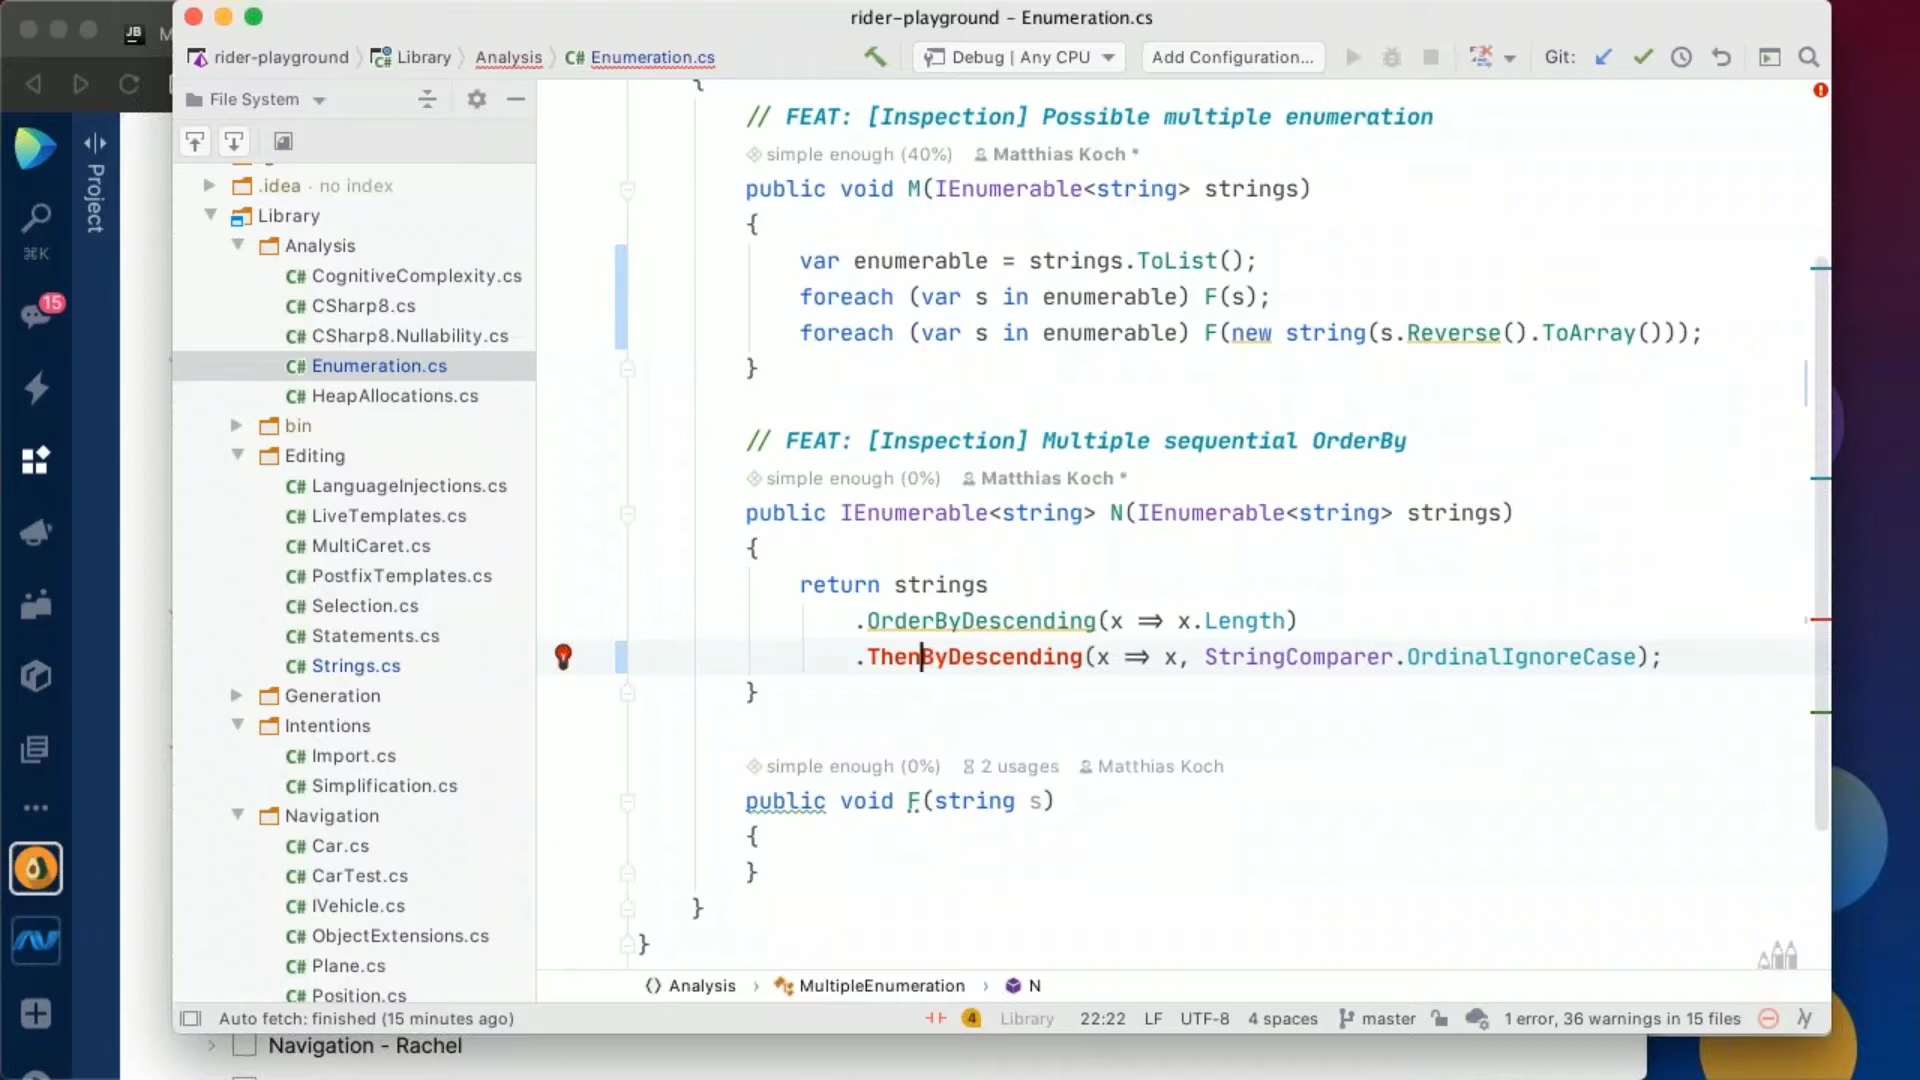 rider-playground – Enumeration.cs
JB M
rider-playground Library Analysis C# Enumeration.cs Debug | Any CPU Add Configuration... Git:
File System
Project
⌘K
15
.idea · no index
Library
Analysis
C# CognitiveComplexity.cs
C# CSharp8.cs
C# CSharp8.Nullability.cs
C# Enumeration.cs
C# HeapAllocations.cs
bin
Editing
C# LanguageInjections.cs
C# LiveTemplates.cs
C# MultiCaret.cs
C# PostfixTemplates.cs
C# Selection.cs
C# Statements.cs
C# Strings.cs
Generation
Intentions
C# Import.cs
C# Simplification.cs
Navigation
C# Car.cs
C# CarTest.cs
C# IVehicle.cs
C# ObjectExtensions.cs
C# Plane.cs
C# Position.cs
{
// FEAT: [Inspection] Possible multiple enumeration
simple enough (40%) Matthias Koch *
public void M(IEnumerable<string> strings)
{
var enumerable = strings.ToList();
foreach (var s in enumerable) F(s);
foreach (var s in enumerable) F(new string(s.Reverse().ToArray()));
}
// FEAT: [Inspection] Multiple sequential OrderBy
simple enough (0%) Matthias Koch *
public IEnumerable<string> N(IEnumerable<string> strings)
{
return strings
.OrderByDescending(x => x.Length)
.ThenByDescending(x => x, StringComparer.OrdinalIgnoreCase);
}
simple enough (0%) 2 usages Matthias Koch
public void F(string s)
{
}
}
}
Analysis › MultipleEnumeration › N
Auto fetch: finished (15 minutes ago) 4 Library 22:22 LF UTF-8 4 spaces master 1 error, 36 warnings in 15 files
Navigation - Rachel